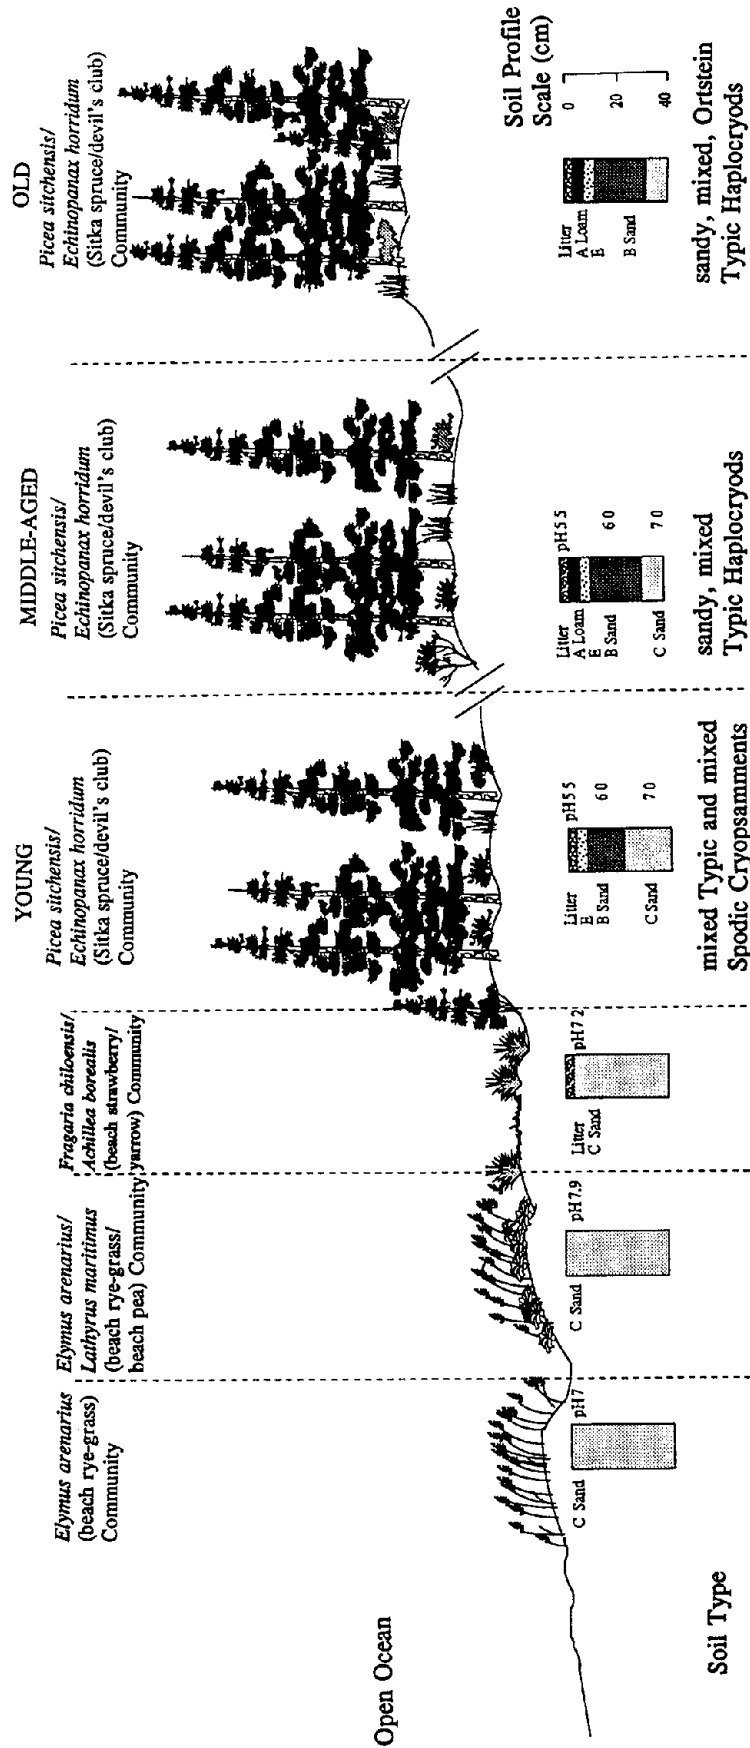 Open Ocean
Soil Type
Elymus arenarius
(beach rye-grass)
Community
C Sand
pH7
Elymus arenarius/
Lathyrus maritimus
(beach rye-grass/
beach pea) Community
C Sand
pH7.9
Fragaria chiloensis/
Achillea borealis
(beach strawberry/
yarrow) Community
Litter
C Sand
pH7 2
YOUNG
Picea sitchensis/
Echinopanax horridum
(Sitka spruce/devil's club)
Community
Litter
E
B Sand
C Sand
pH5 5
6 0
7 0
mixed Typic and mixed
Spodic Cryopsamments
MIDDLE-AGED
Picea sitchensis/
Echinopanax horridum
(Sitka spruce/devil's club)
Community
Litter
A Loam
E
B Sand
C Sand
pH5 5
6 0
7 0
sandy, mixed
Typic Haplocryods
OLD
Picea sitchensis/
Echinopanax horridum
(Sitka spruce/devil's club)
Community
Litter
A Loam
E
B Sand
Soil Profile
Scale (cm)
0
20
40
sandy, mixed, Ortstein
Typic Haplocryods